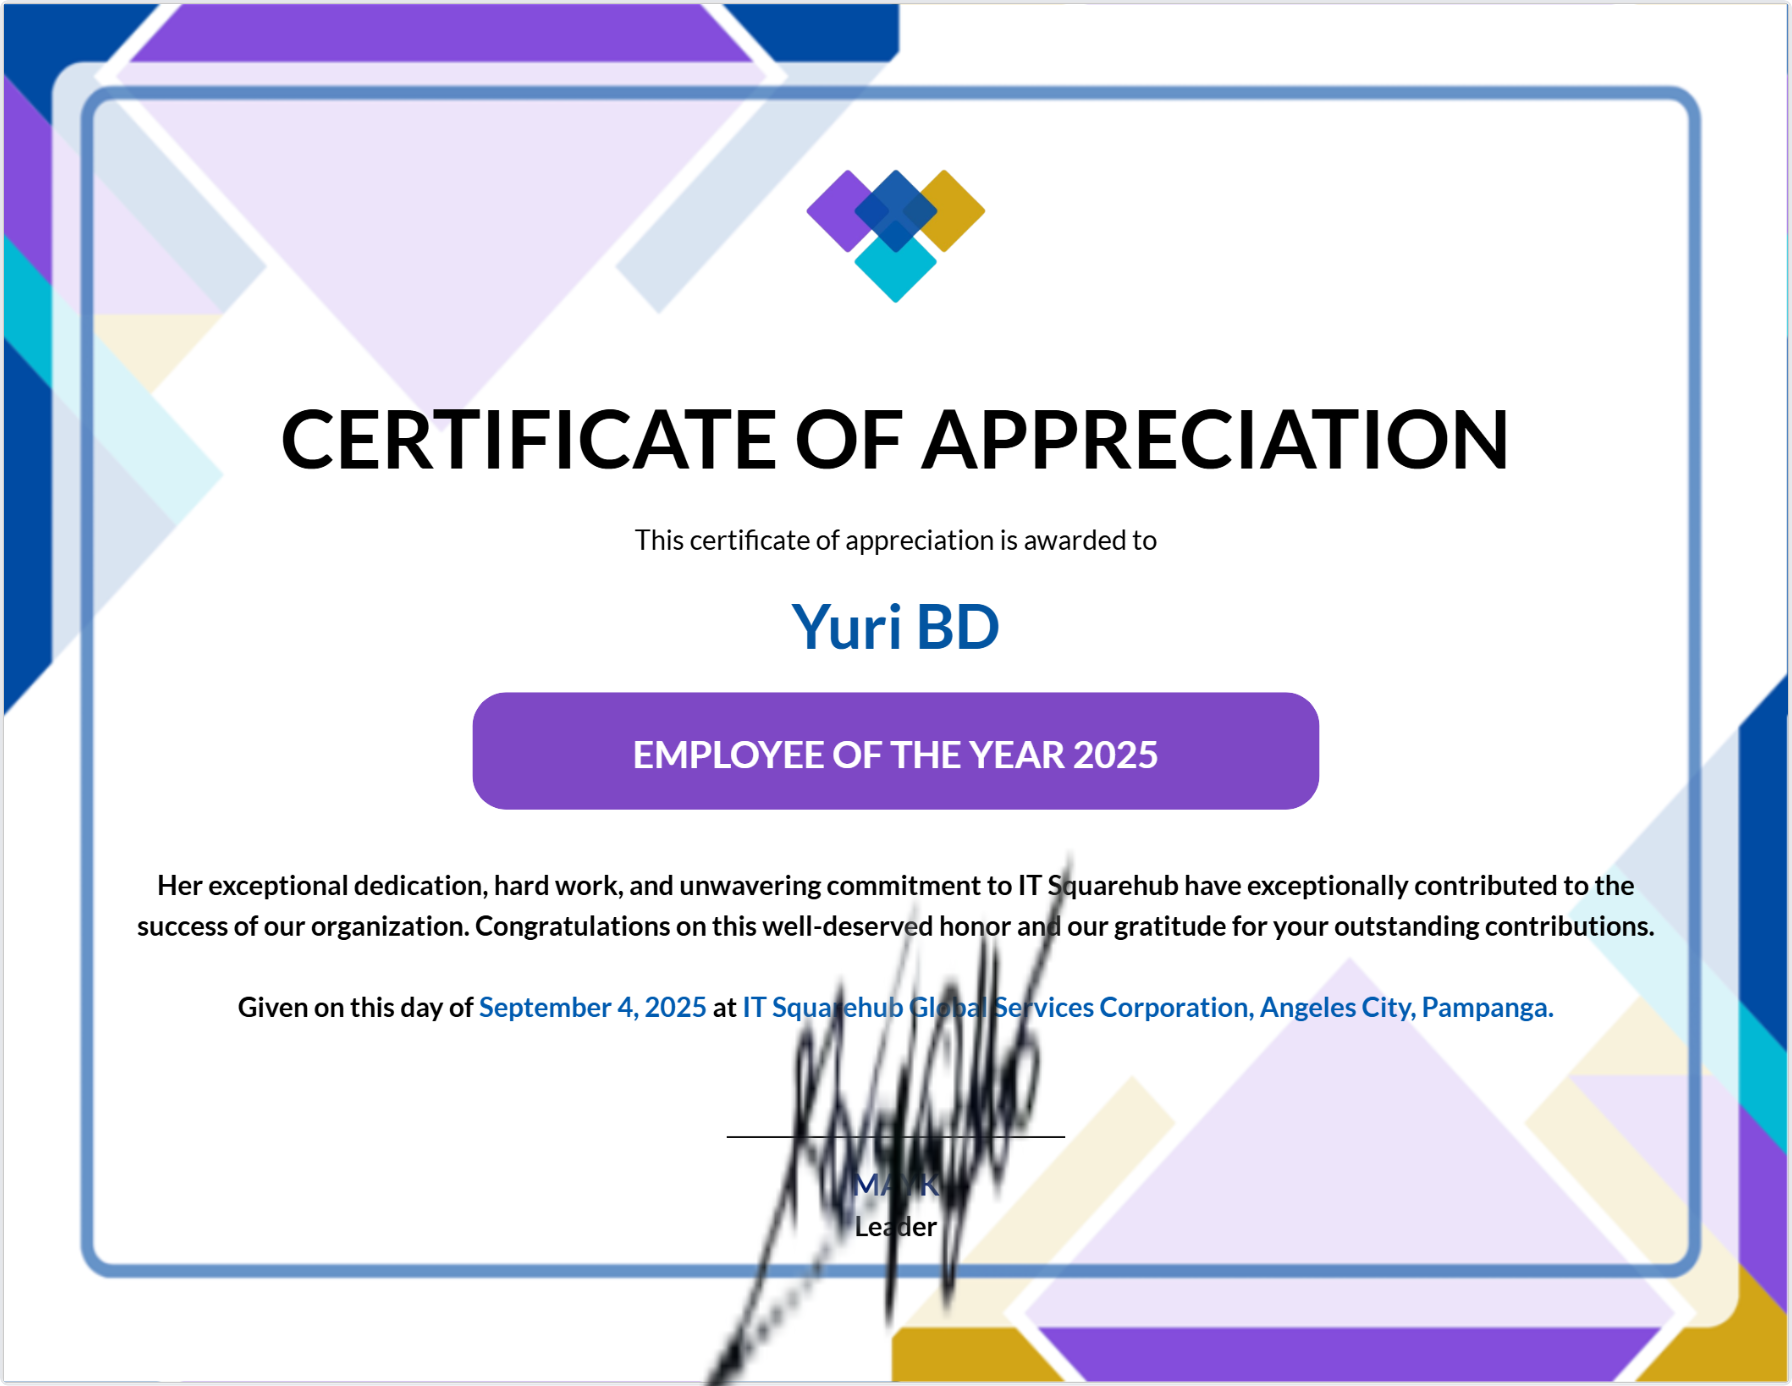 CERTIFICATE OF APPRECIATION
This certificate of appreciation is awarded to
Yuri BD
EMPLOYEE OF THE YEAR 2025
Her exceptional dedication, hard work, and unwavering commitment to IT Squarehub have exceptionally contributed to the
success of our organization. Congratulations on this well-deserved honor and our gratitude for your outstanding contributions.
Given on this day of September 4, 2025 at IT Squarehub Global Services Corporation, Angeles City, Pampanga.
MAYK
Leader